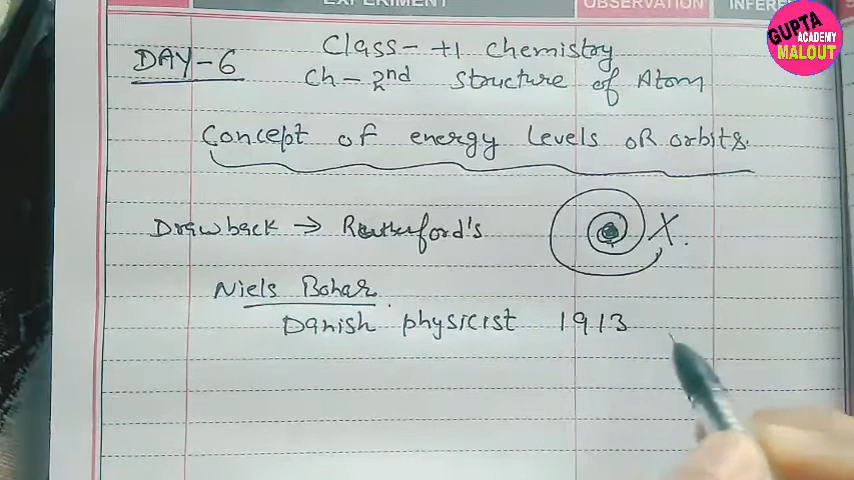 EXPERIMENT
OBSERVATION
INFERE
GUPTA
ACADEMY
MALOUT
DAY-6
Class- +1 Chemistry
Ch- 2nd Structure of Atom
Concept of energy levels OR orbits.
Drawback → Rutherford's
X.
Niels Bohar
Danish physicist 1913